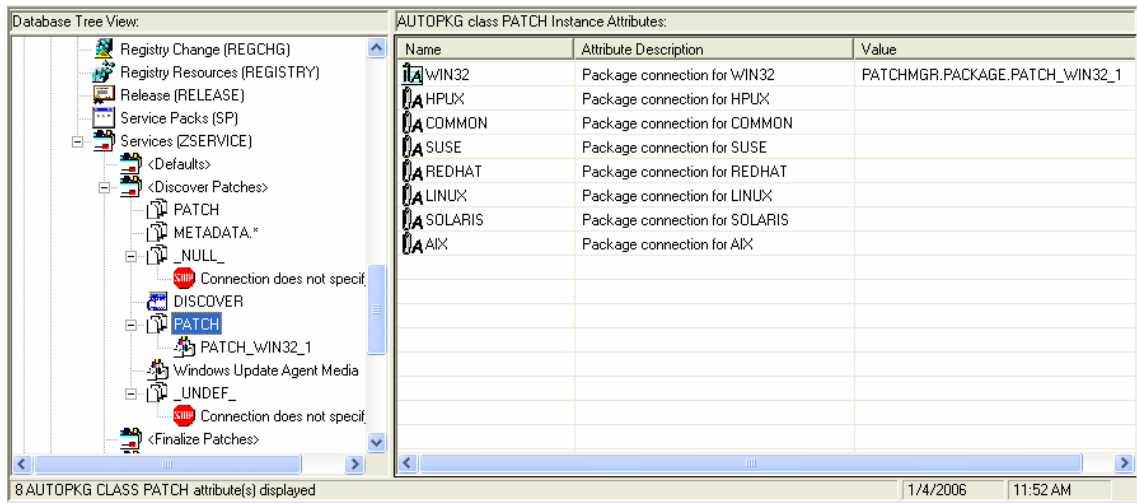 Database Tree View:
Registry Change (REGCHG)
Registry Resources (REGISTRY)
Release (RELEASE)
Service Packs (SP)
Services (ZSERVICE)
<Defaults>
<Discover Patches>
PATCH
METADATA.*
_NULL_
STOP Connection does not specif
DISCOVER
PATCH
PATCH_WIN32_1
Windows Update Agent Media
_UNDEF_
STOP Connection does not specif
<Finalize Patches>
AUTOPKG class PATCH Instance Attributes:
Name Attribute Description Value
WIN32 Package connection for WIN32 PATCHMGR.PACKAGE.PATCH_WIN32_1
HPUX Package connection for HPUX
COMMON Package connection for COMMON
SUSE Package connection for SUSE
REDHAT Package connection for REDHAT
LINUX Package connection for LINUX
SOLARIS Package connection for SOLARIS
AIX Package connection for AIX
8 AUTOPKG CLASS PATCH attribute(s) displayed 1/4/2006 11:52 AM